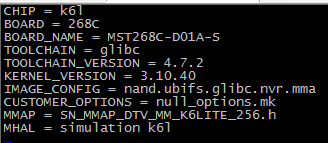 CHIP = k6l
BOARD = 268C
BOARD_NAME = MST268C-D01A-S
TOOLCHAIN = glibc
TOOLCHAIN_VERSION = 4.7.2
KERNEL_VERSION = 3.10.40
IMAGE_CONFIG = nand.ubifs.glibc.nvr.mma
CUSTOMER_OPTIONS = null_options.mk
MMAP = SN_MMAP_DTV_MM_K6LITE_256.h
MHAL = simulation k6l